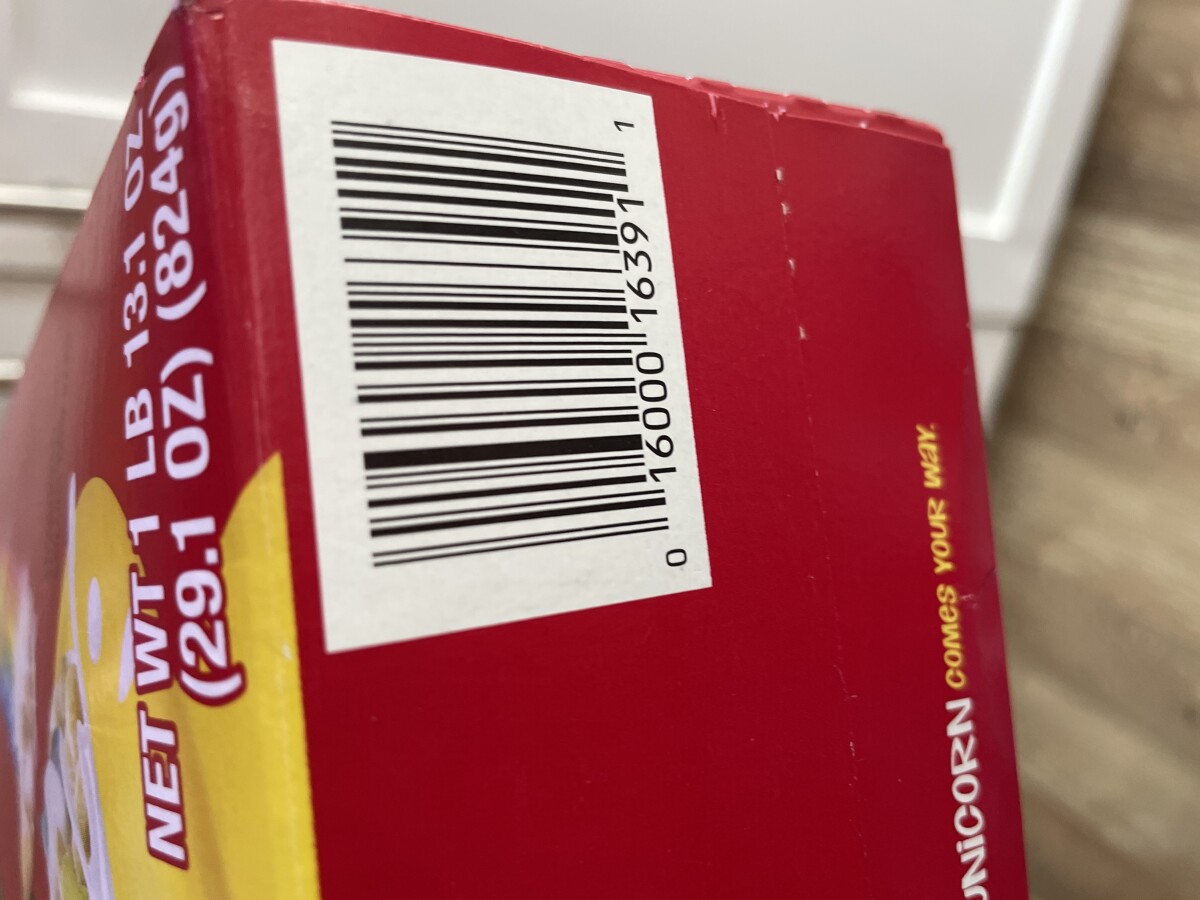 NET WT 1 LB 13.1 OZ
(29.1 OZ) (824g)
0 16000 16391 1
UNiCORN COMES YOUR WAY.